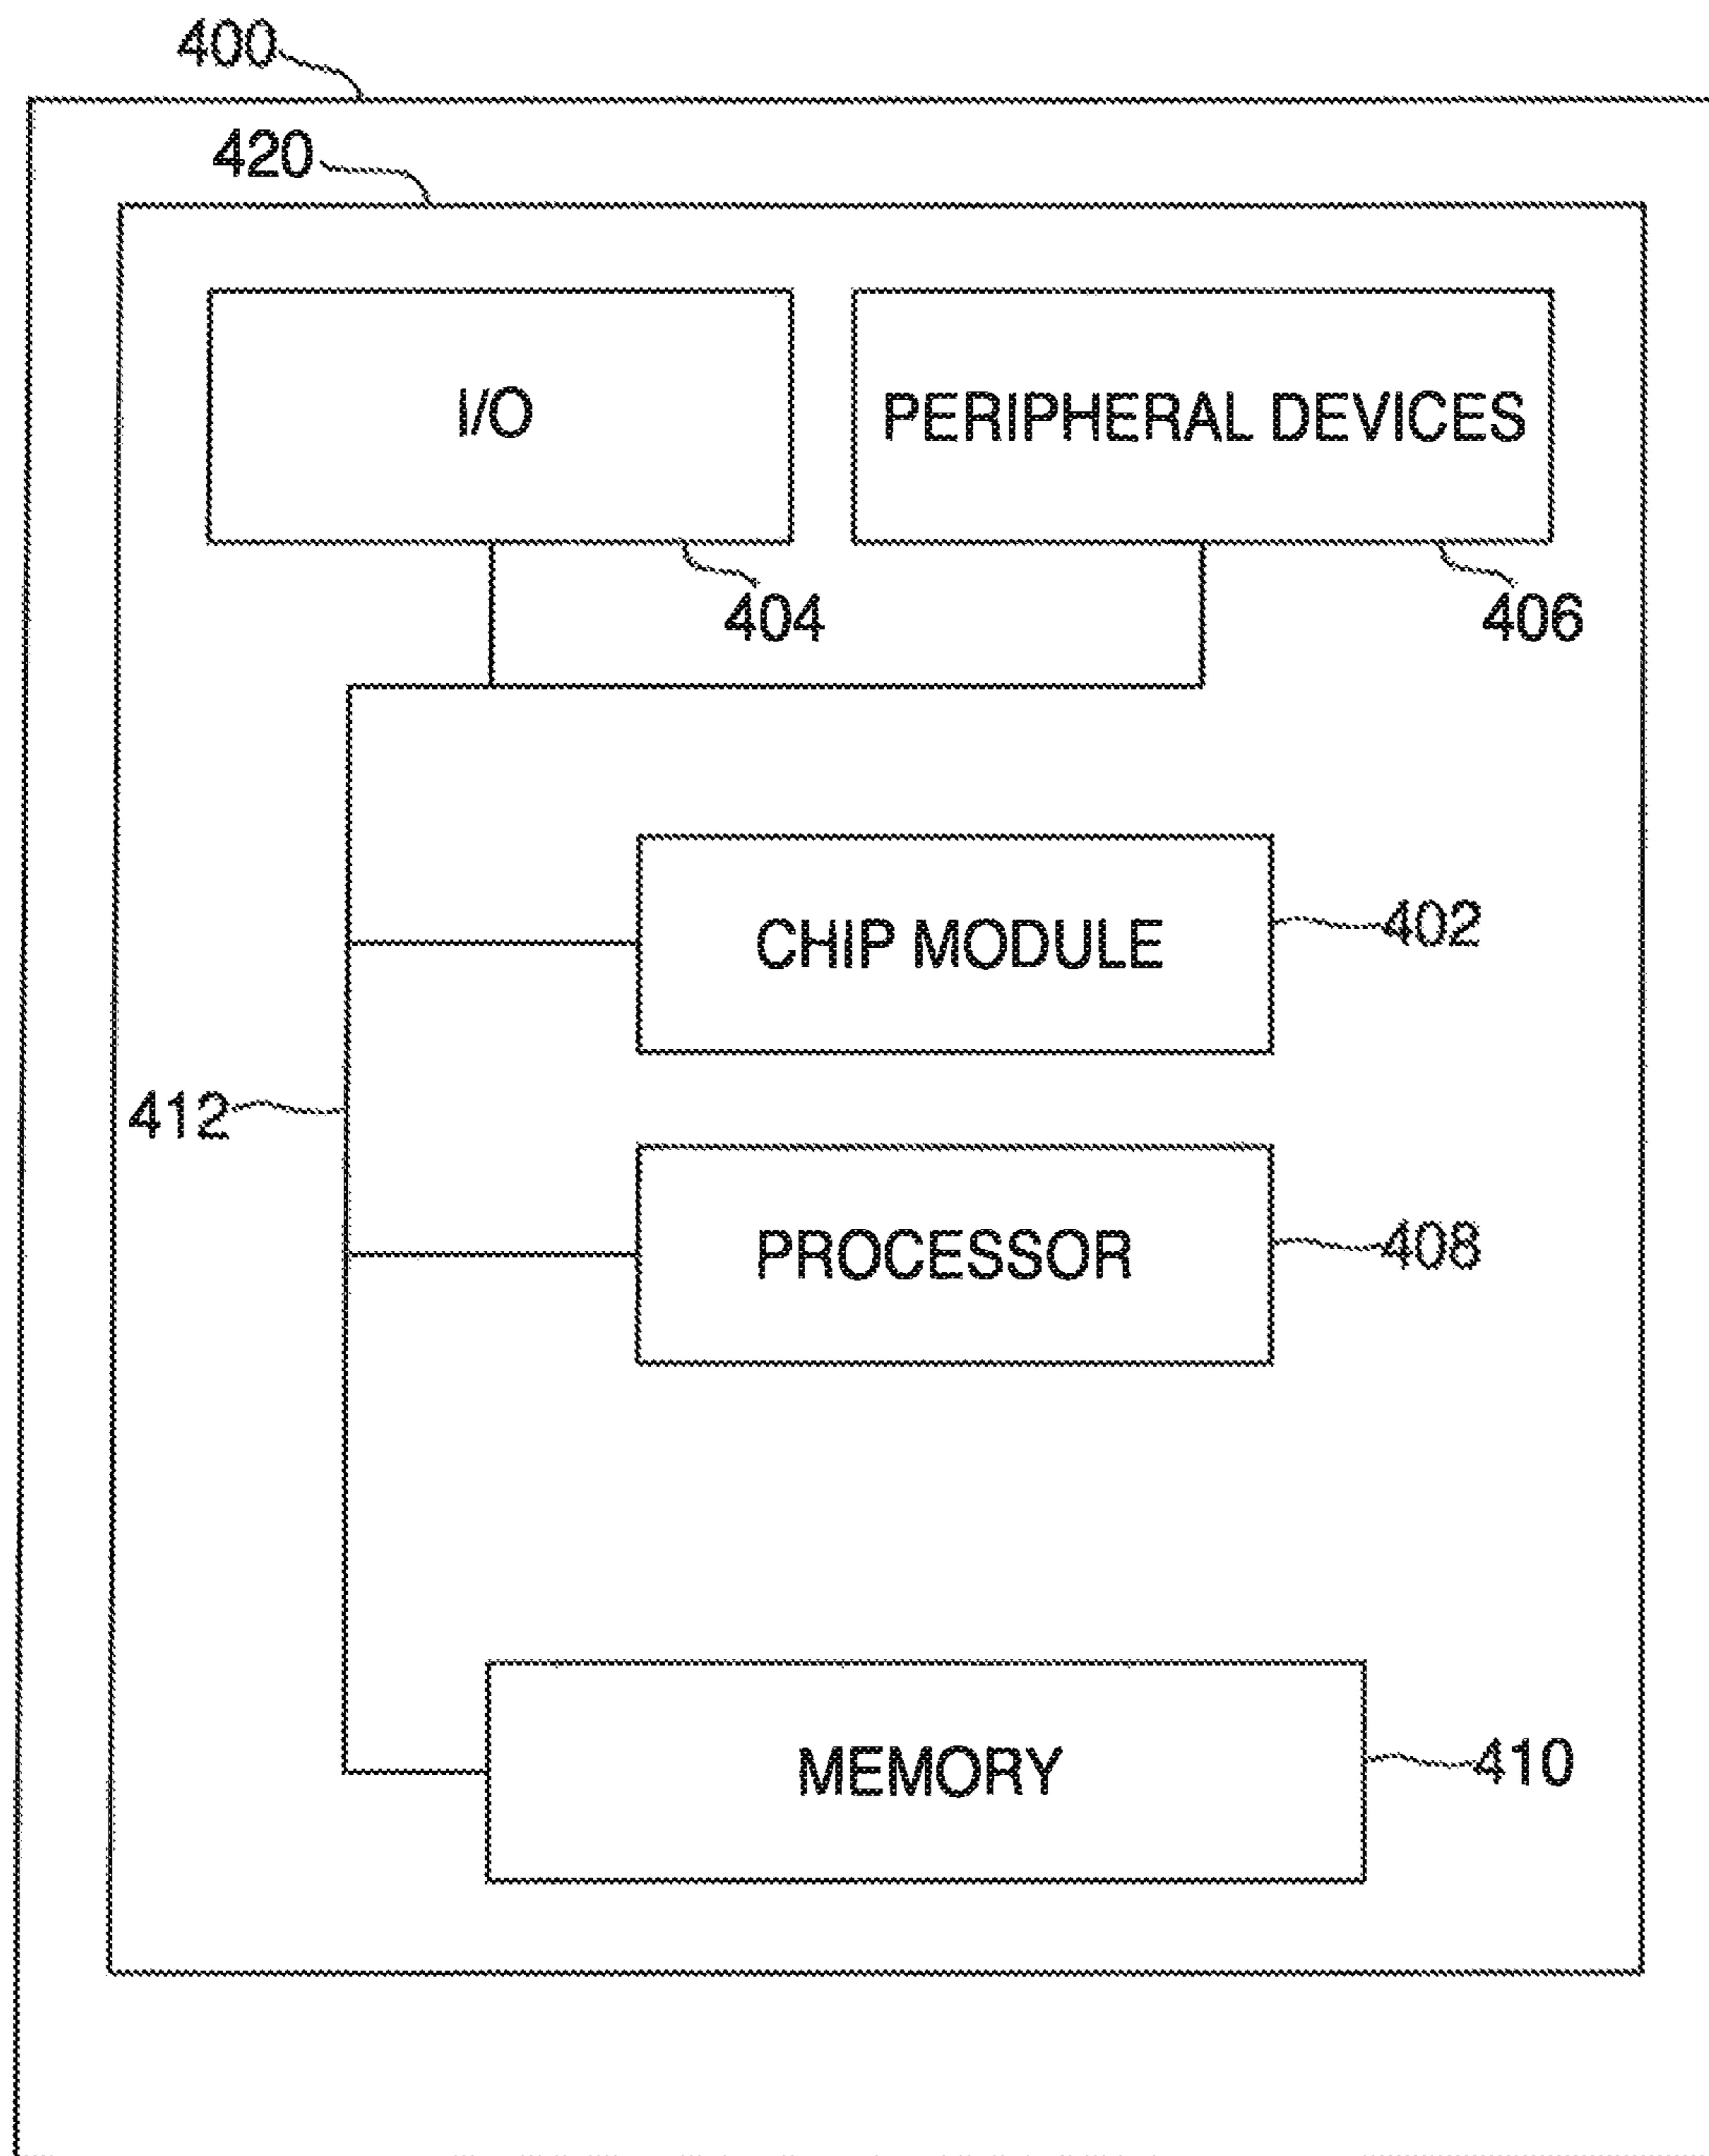 400
420
I/O
PERIPHERAL DEVICES
404
406
CHIP MODULE
402
412
PROCESSOR
408
MEMORY
410